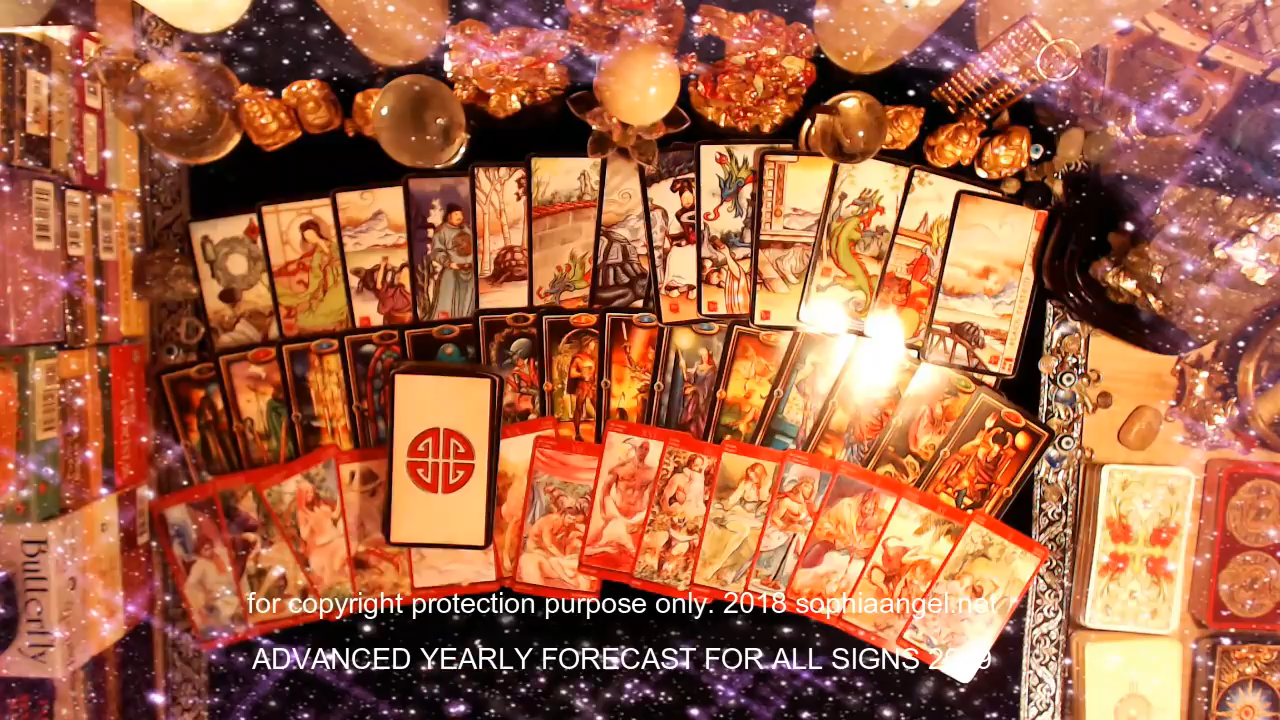 Butterfly
for copyright protection purpose only. 2018 sophiaangel.net
ADVANCED YEARLY FORECAST FOR ALL SIGNS